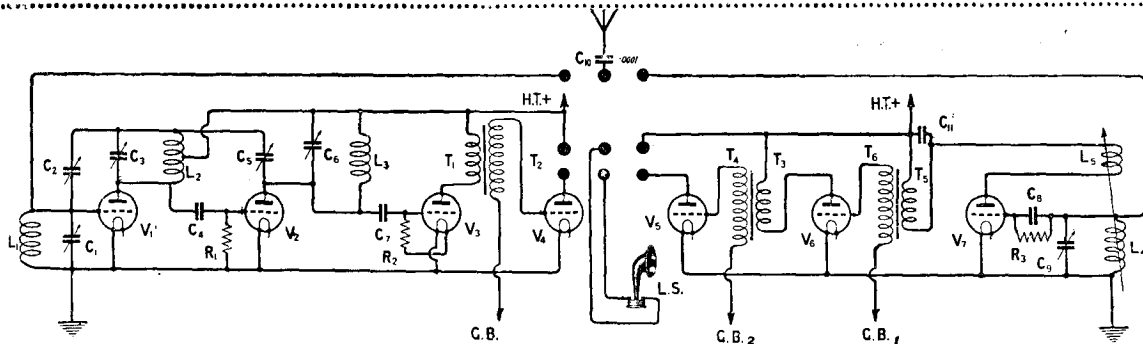 C10 .0001
H.T.+ H.T.+
C11
C2 C3 L2 C5 C6 L3 T1 T2 T4 T3 T6 T5 L5
L1 C1 V1 C4 R1 V2 C7 R2 V3 V4 V5 V6 V7 C8 R3 C9 L4
L.S.
G.B. G.B.2 G.B.1